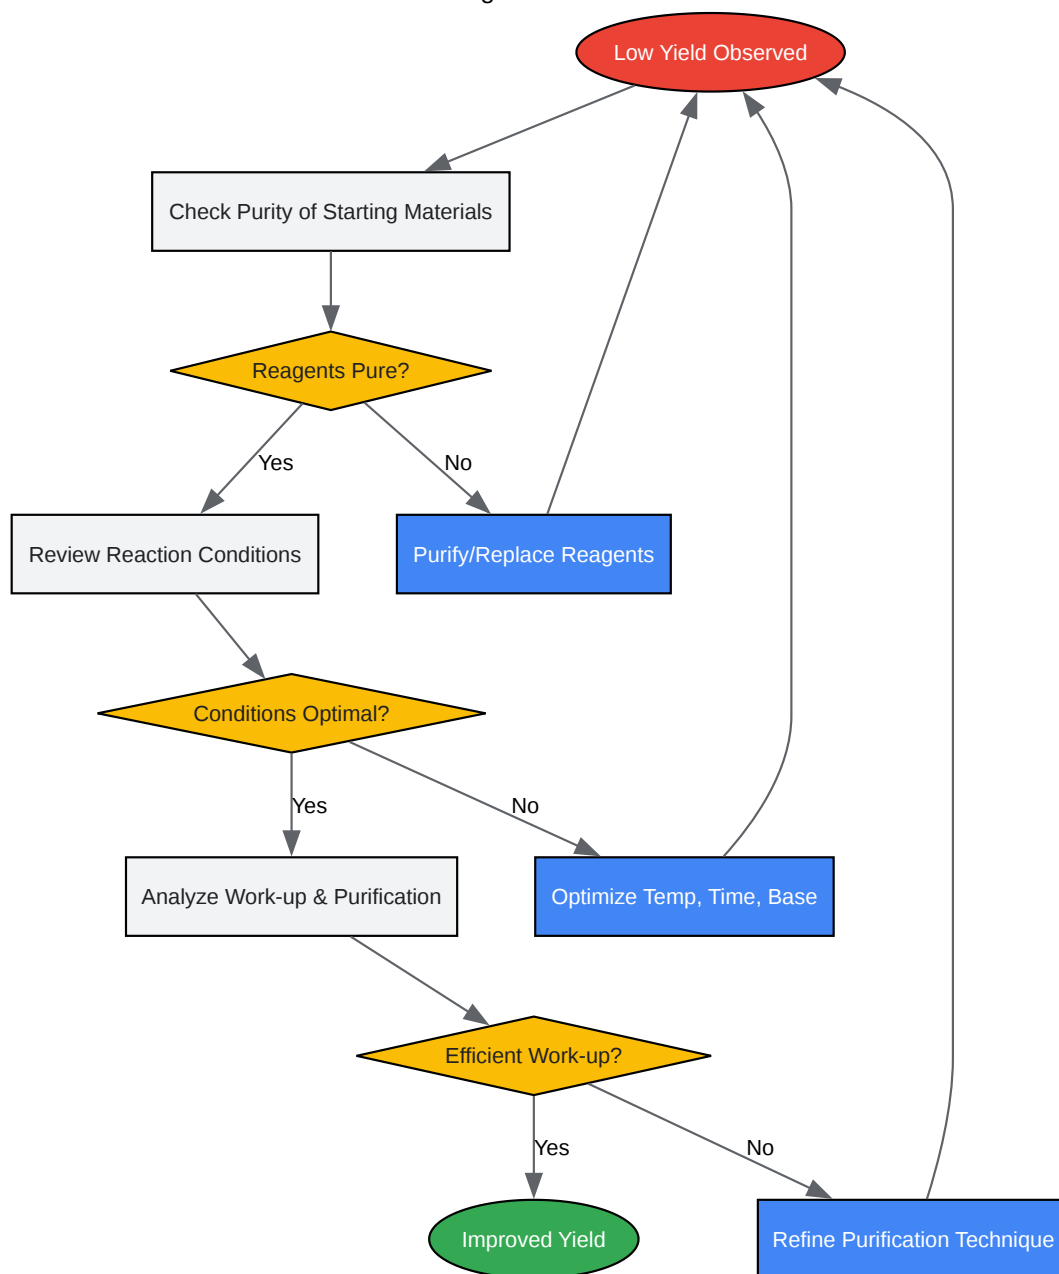 Low Yield Observed
Check Purity of Starting Materials
Reagents Pure?
Yes
No
Review Reaction Conditions
Purify/Replace Reagents
Conditions Optimal?
Yes
No
Analyze Work-up & Purification
Optimize Temp, Time, Base
Efficient Work-up?
Yes
No
Improved Yield
Refine Purification Technique